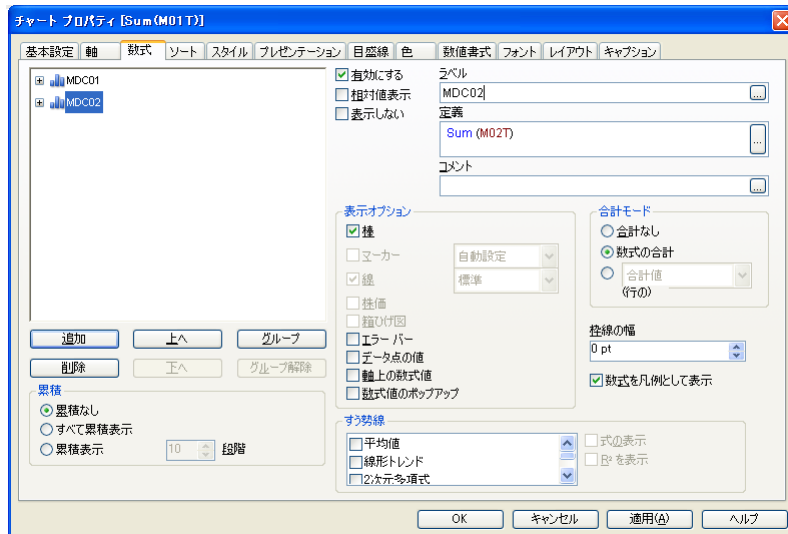 チャート プロパティ [Sum(M01T)]
基本設定 軸 数式 ソート スタイル プレゼンテーション 目盛線 色 数値書式 フォント レイアウト キャプション
MDC01
MDC02
追加 上へ グループ
削除 下へ グループ解除
累積
累積なし
すべて累積表示
累積表示 10 段階
有効にする
相対値表示
表示しない
ラベル
MDC02
...
定義
Sum (M02T)
...
コメント
...
表示オプション
棒
マーカー 自動設定
線 標準
株価
箱ひげ図
エラー バー
データ点の値
軸上の数式値
数式値のポップアップ
合計モード
合計なし
数式の合計
合計値
(行の)
枠線の幅
0 pt
数式を凡例として表示
すう勢線
平均値
線形トレンド
2次元多項式
式の表示
R² を表示
OK キャンセル 適用(A) ヘルプ